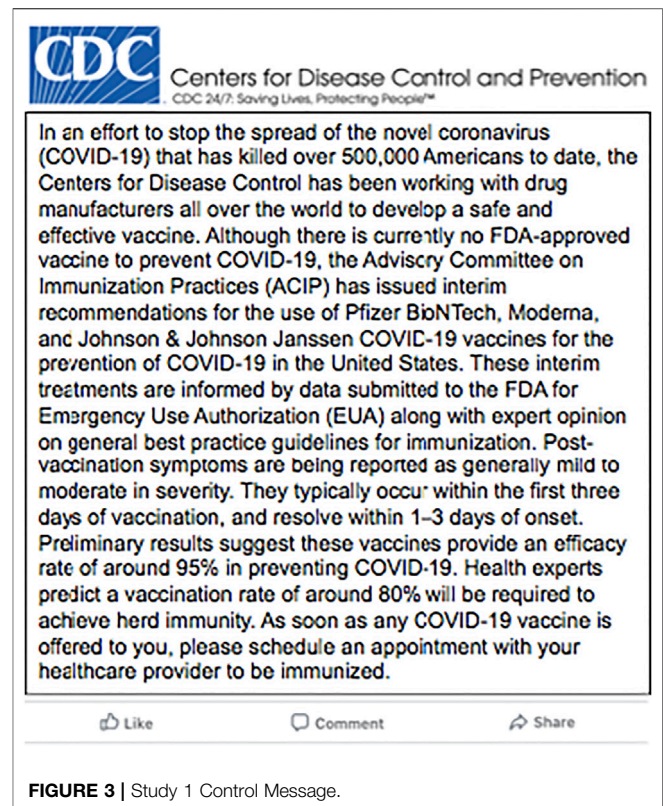 CDC
Centers for Disease Control and Prevention
CDC 24/7: Saving Lives, Protecting People™
In an effort to stop the spread of the novel coronavirus
(COVID-19) that has killed over 500,000 Americans to date, the
Centers for Disease Control has been working with drug
manufacturers all over the world to develop a safe and
effective vaccine. Although there is currently no FDA-approved
vaccine to prevent COVID-19, the Advisory Committee on
Immunization Practices (ACIP) has issued interim
recommendations for the use of Pfizer BioNTech, Moderna,
and Johnson & Johnson Janssen COVID-19 vaccines for the
prevention of COVID-19 in the United States. These interim
treatments are informed by data submitted to the FDA for
Emergency Use Authorization (EUA) along with expert opinion
on general best practice guidelines for immunization. Post-
vaccination symptoms are being reported as generally mild to
moderate in severity. They typically occur within the first three
days of vaccination, and resolve within 1–3 days of onset.
Preliminary results suggest these vaccines provide an efficacy
rate of around 95% in preventing COVID-19. Health experts
predict a vaccination rate of around 80% will be required to
achieve herd immunity. As soon as any COVID-19 vaccine is
offered to you, please schedule an appointment with your
healthcare provider to be immunized.
Like Comment Share
FIGURE 3 | Study 1 Control Message.